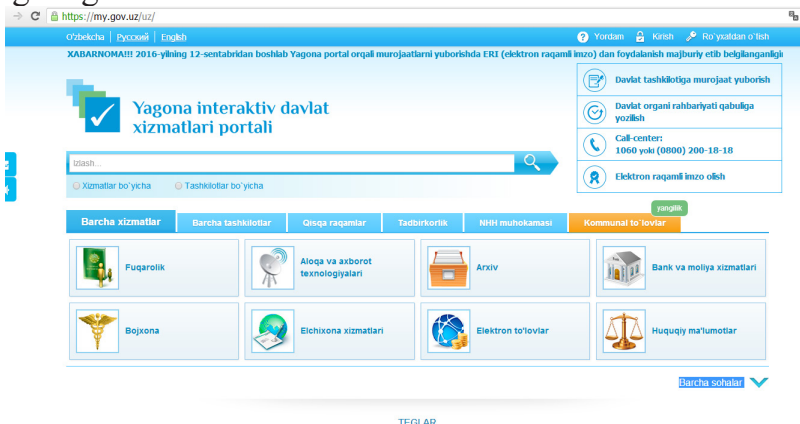 https://my.gov.uz/uz/
O'zbekcha | Русский | English
Yordam Kirish Ro`yxatdan o`tish
XABARNOMA!!! 2016-yilning 12-sentabridan boshlab Yagona portal orqali murojaatlarni yuborishda ERI (elektron raqamli imzo) dan foydalanish majburiy etib belgilanganligi
Yagona interaktiv davlat
xizmatlari portali
Davlat tashkilotiga murojaat yuborish
Davlat organi rahbariyati qabuliga
yozilish
Call-center:
1060 yoki (0800) 200-18-18
Elektron raqamli imzo olish
Izlash...
Xizmatlar bo`yicha Tashkilotlar bo`yicha
yangilik
Barcha xizmatlar Barcha tashkilotlar Qisqa raqamlar Tadbirkorlik NHH muhokamasi Kommunal to`lovlar
Fuqarolik
Aloqa va axborot
texnologiyalari
Arxiv
Bank va moliya xizmatlari
Bojxona
Elchixona xizmatlari
Elektron to'lovlar
Huquqiy ma'lumotlar
Barcha sohalar
TEGLAR